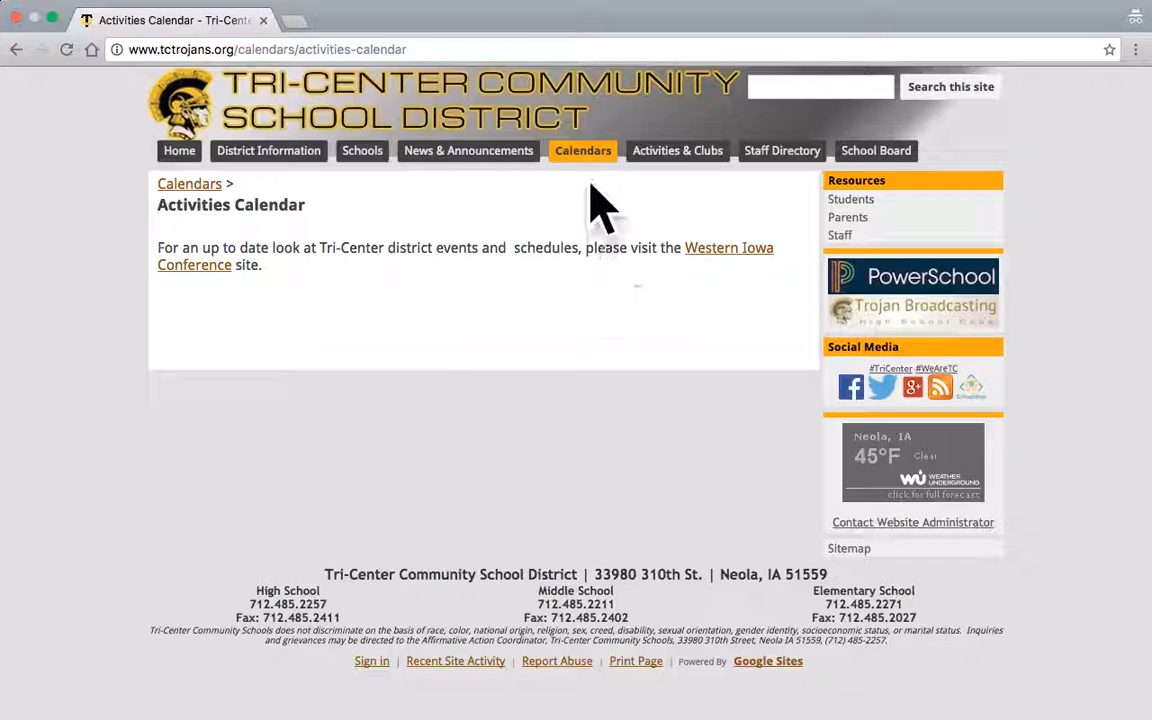 Activities Calendar - Tri-Cente
www.tctrojans.org/calendars/activities-calendar
TRI-CENTER COMMUNITY
SCHOOL DISTRICT
Search this site
Home
District Information
Schools
News & Announcements
Calendars
Activities & Clubs
Staff Directory
School Board
Calendars >
Activities Calendar
For an up to date look at Tri-Center district events and schedules, please visit the Western Iowa
Conference site.
Resources
Students
Parents
Staff
PowerSchool
Trojan Broadcasting
Social Media
#TriCenter #WeAreTC
Neola, IA
45°F Clear
WEATHER
UNDERGROUND
click for full forecast
Contact Website Administrator
Sitemap
Tri-Center Community School District | 33980 310th St. | Neola, IA 51559
High School
712.485.2257
Fax: 712.485.2411
Middle School
712.485.2211
Fax: 712.485.2402
Elementary School
712.485.2271
Fax: 712.485.2027
Tri-Center Community Schools does not discriminate on the basis of race, color, national origin, religion, sex, creed, disability, sexual orientation, gender identity, socioeconomic status, or marital status. Inquiries
and grievances may be directed to the Affirmative Action Coordinator, Tri-Center Community Schools, 33980 310th Street, Neola IA 51559, (712) 485-2257.
Sign in | Recent Site Activity | Report Abuse | Print Page | Powered By Google Sites